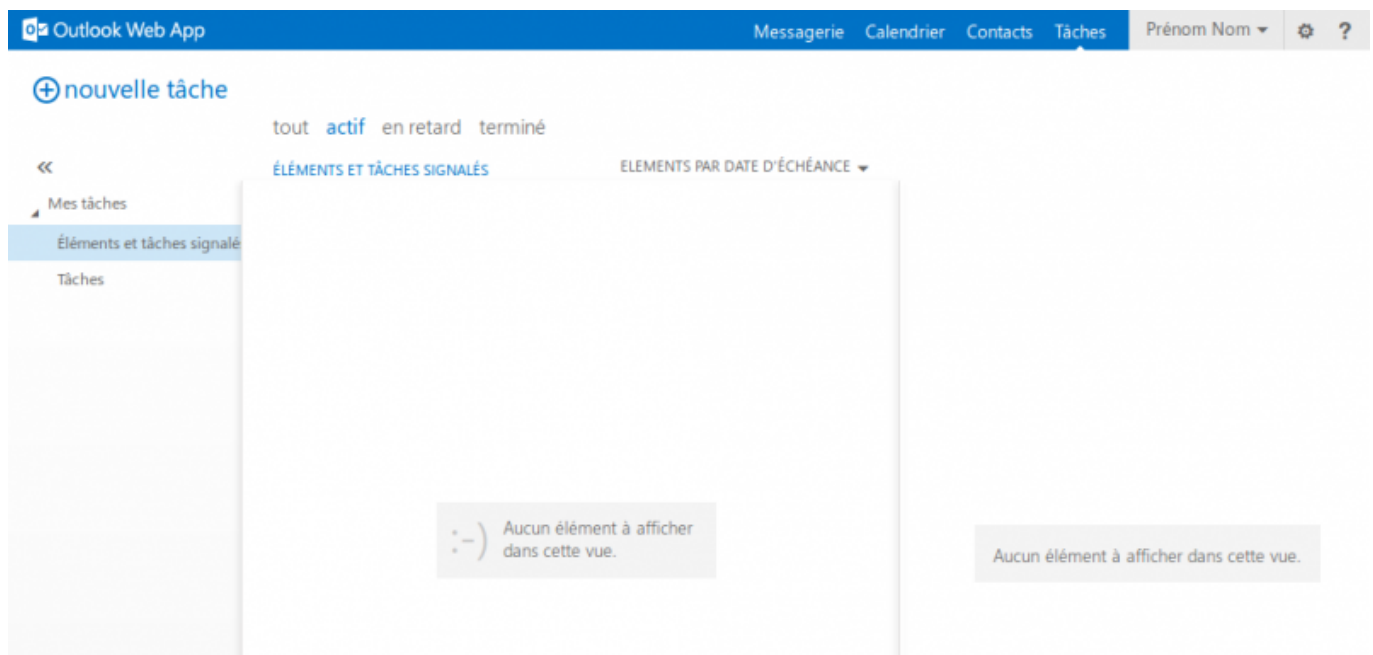 Outlook Web App
Messagerie Calendrier Contacts Tâches Prénom Nom ?
nouvelle tâche
tout actif en retard terminé
ÉLÉMENTS ET TÂCHES SIGNALÉS ELEMENTS PAR DATE D'ÉCHÉANCE
Mes tâches
Éléments et tâches signalé
Tâches
:-) Aucun élément à afficher
dans cette vue.
Aucun élément à afficher dans cette vue.